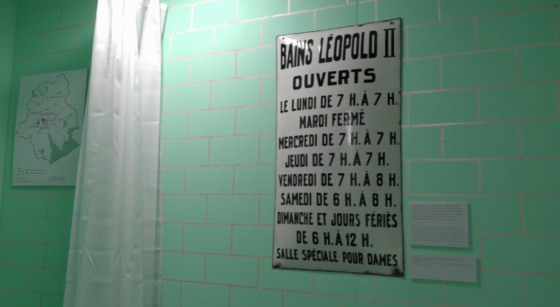 BAINS LÉOPOLD II
OUVERTS
LE LUNDI DE 7 H. À 7 H.
MARDI FERMÉ
MERCREDI DE 7 H. À 7 H.
JEUDI DE 7 H. À 7 H.
VENDREDI DE 7 H. À 8 H.
SAMEDI DE 6 H. À 8 H.
DIMANCHE ET JOURS FÉRIÉS
DE 6 H. À 12 H.
SALLE SPÉCIALE POUR DAMES